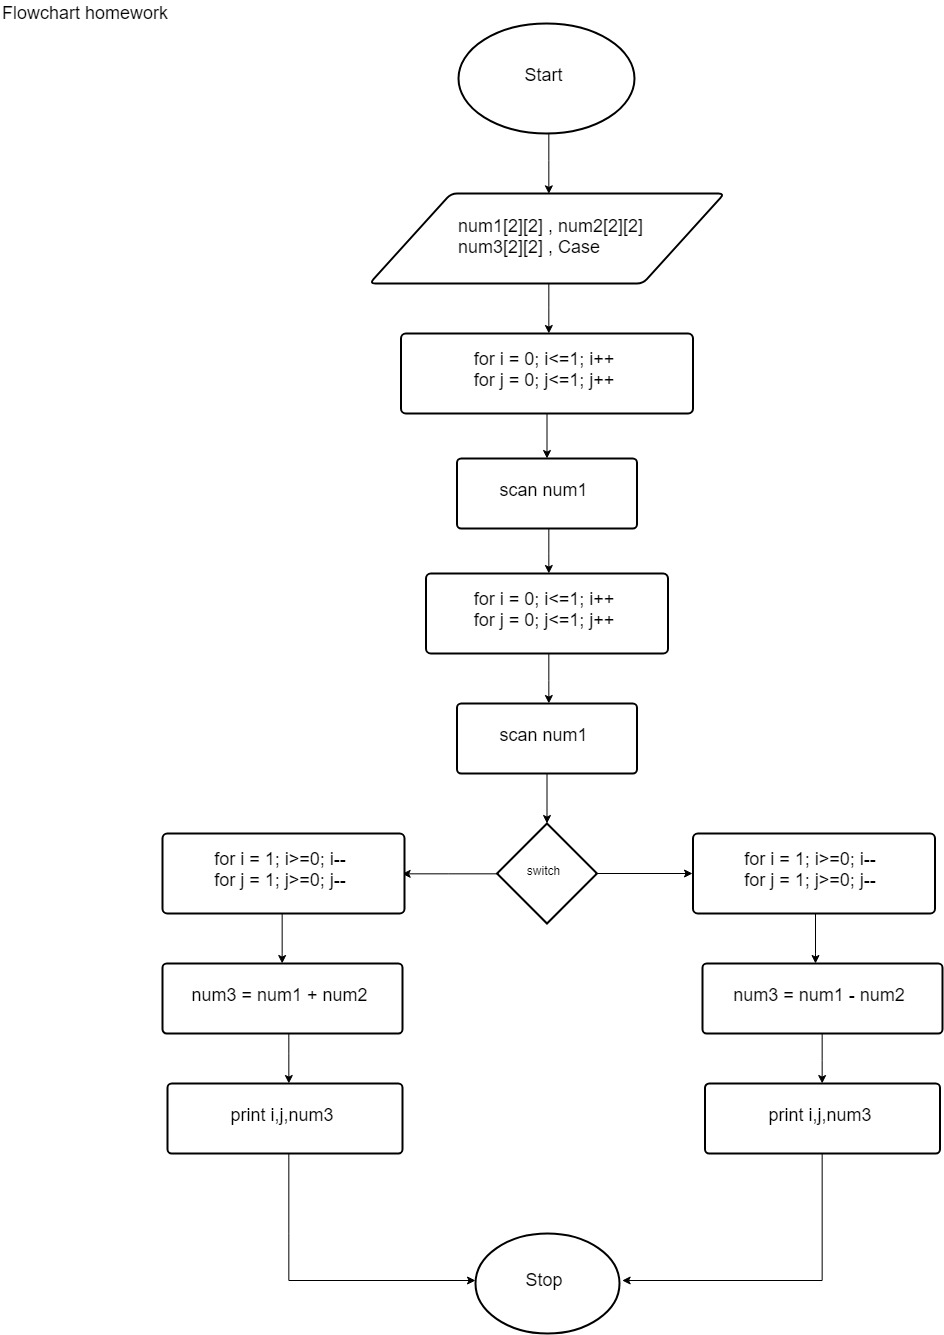 Flowchart homework
Start
num1[2][2] , num2[2][2]
num3[2][2] , Case
for i = 0; i<=1; i++
for j = 0; j<=1; j++
scan num1
for i = 0; i<=1; i++
for j = 0; j<=1; j++
scan num1
switch
for i = 1; i>=0; i--
for j = 1; j>=0; j--
num3 = num1 + num2
print i,j,num3
for i = 1; i>=0; i--
for j = 1; j>=0; j--
num3 = num1 - num2
print i,j,num3
Stop